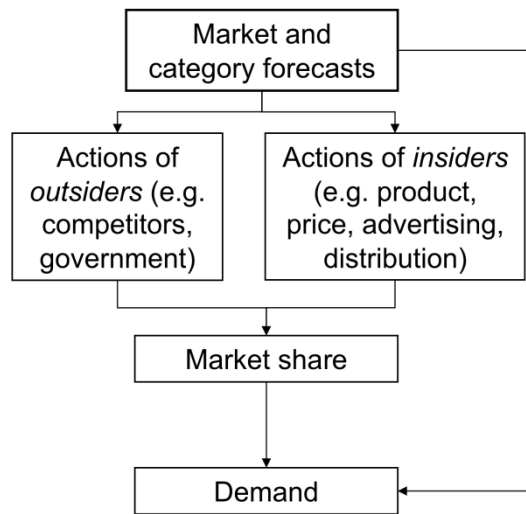 Market and
category forecasts
Actions of
outsiders (e.g.
competitors,
government)
Actions of insiders
(e.g. product,
price, advertising,
distribution)
Market share
Demand